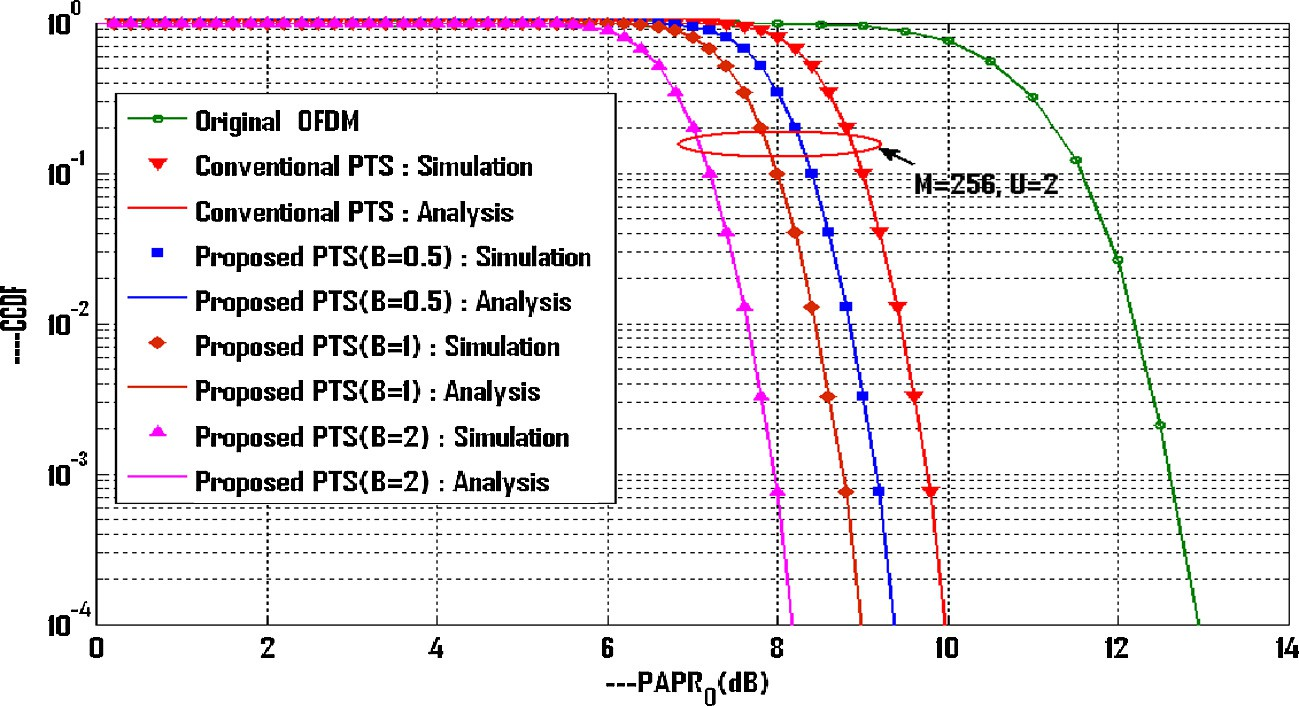 10^0
10^-1
10^-2
10^-3
10^-4
----CCDF
Original OFDM
Conventional PTS : Simulation
Conventional PTS : Analysis
Proposed PTS(B=0.5) : Simulation
Proposed PTS(B=0.5) : Analysis
Proposed PTS(B=1) : Simulation
Proposed PTS(B=1) : Analysis
Proposed PTS(B=2) : Simulation
Proposed PTS(B=2) : Analysis
M=256, U=2
0 2 4 6 8 10 12 14
---PAPR0(dB)